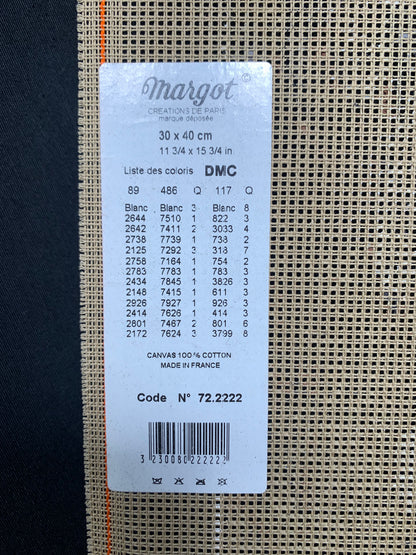 margot ©
CREATIONS DE PARIS
marque déposée
30 x 40 cm
11 3/4 x 15 3/4 in.
Liste des coloris DMC
89 486 Q 117 Q
Blanc Blanc 3 Blanc 8
2644 7510 1 822 3
2642 7411 2 3033 4
2738 7739 1 738 2
2125 7292 3 318 7
2758 7164 1 754 2
2783 7783 1 783 3
2434 7845 1 3826 3
2148 7415 1 611 3
2926 7927 1 926 3
2414 7626 1 414 3
2801 7467 2 801 6
2172 7624 3 3799 8
CANVAS 100% COTTON
MADE IN FRANCE
Code N° 72.2222
3 230080 222222